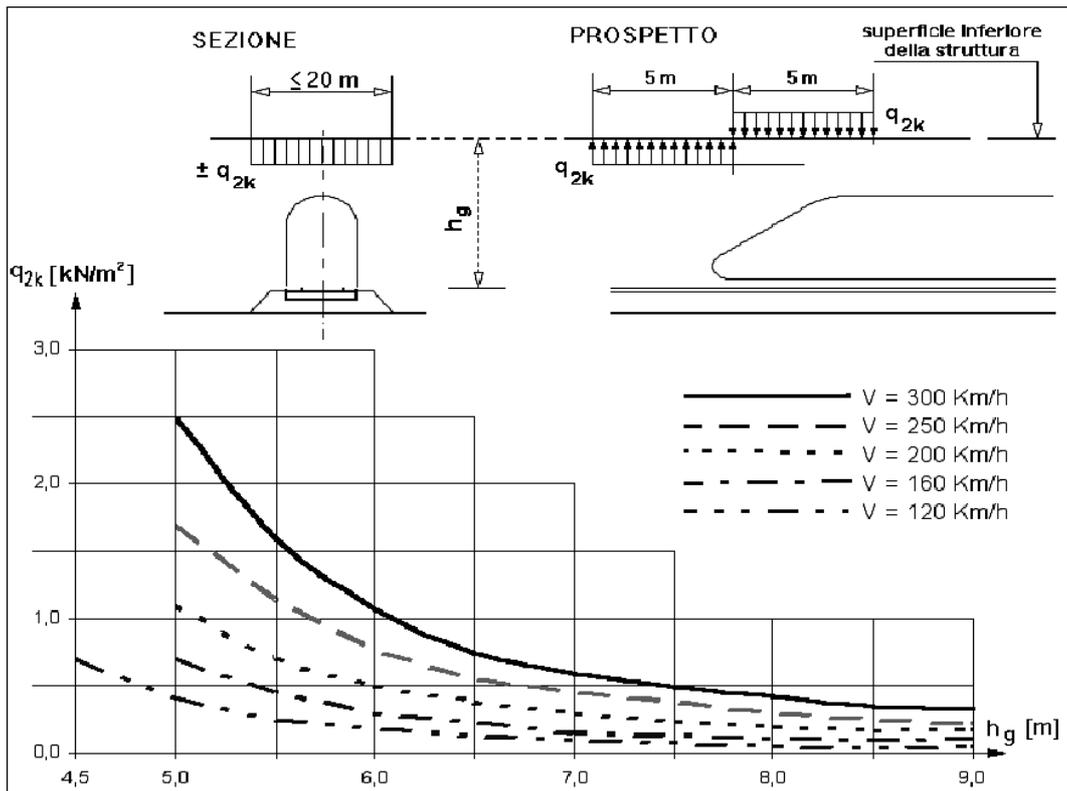 SEZIONE
PROSPETTO
superficie inferiore
della struttura
≤ 20 m
5 m
5 m
q2k
± q2k
q2k
hg
q2k [kN/m²]
3,0
2,0
1,0
0,0
V = 300 Km/h
V = 250 Km/h
V = 200 Km/h
V = 160 Km/h
V = 120 Km/h
hg [m]
4,5
5,0
6,0
7,0
8,0
9,0